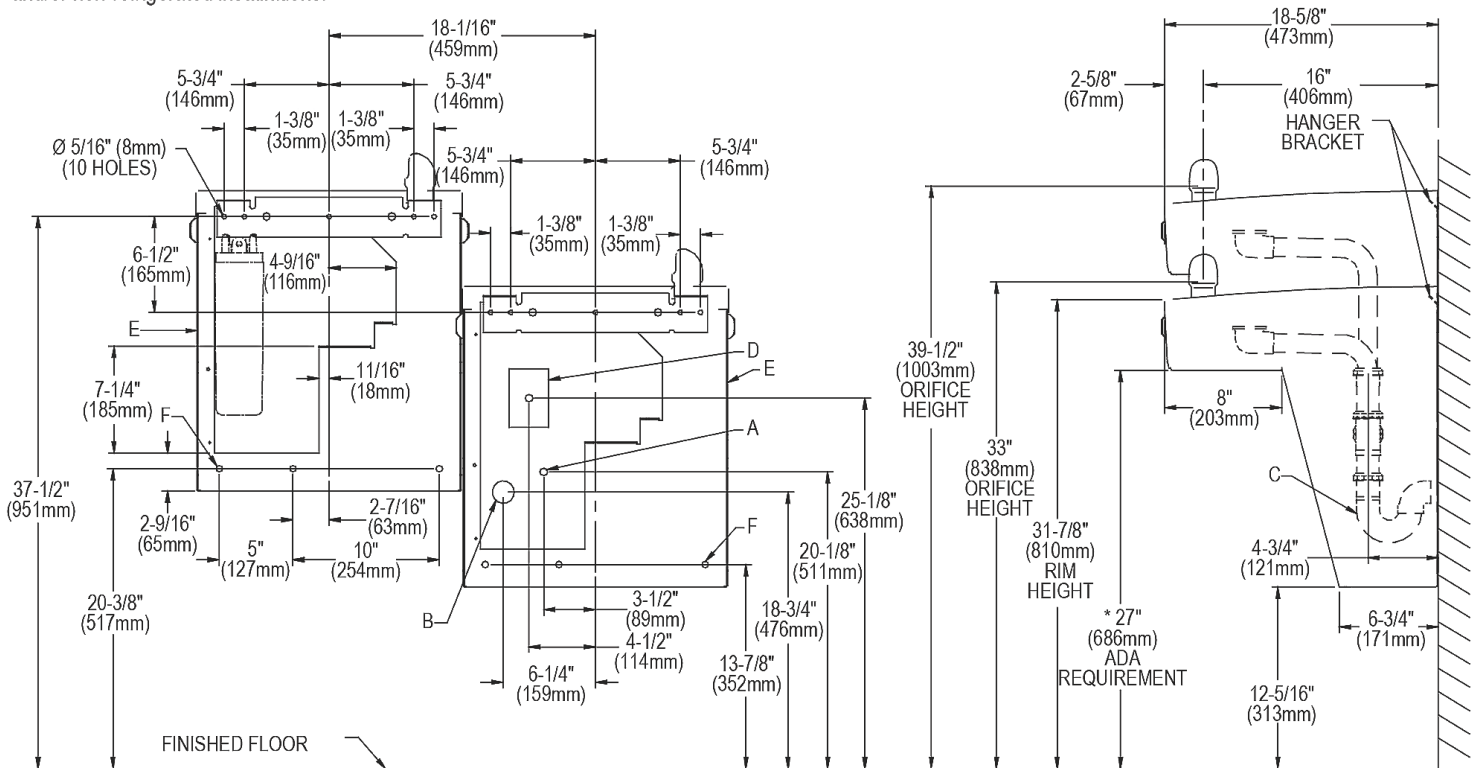 18-1/16"
(459mm)
5-3/4"
(146mm)
5-3/4"
(146mm)
1-3/8"
(35mm)
1-3/8"
(35mm)
Ø 5/16" (8mm)
(10 HOLES)
5-3/4"
(146mm)
5-3/4"
(146mm)
1-3/8"
(35mm)
1-3/8"
(35mm)
6-1/2"
(165mm)
4-9/16"
(116mm)
E
11/16"
(18mm)
7-1/4"
(185mm)
F
37-1/2"
(951mm)
2-9/16"
(65mm)
2-7/16"
(63mm)
5"
(127mm)
10"
(254mm)
20-3/8"
(517mm)
FINISHED FLOOR
D
E
A
F
B
25-1/8"
(638mm)
20-1/8"
(511mm)
18-3/4"
(476mm)
13-7/8"
(352mm)
3-1/2"
(89mm)
4-1/2"
(114mm)
6-1/4"
(159mm)
18-5/8"
(473mm)
2-5/8"
(67mm)
16"
(406mm)
HANGER
BRACKET
39-1/2"
(1003mm)
ORIFICE
HEIGHT
33"
(838mm)
ORIFICE
HEIGHT
31-7/8"
(810mm)
RIM
HEIGHT
* 27"
(686mm)
ADA
REQUIREMENT
8"
(203mm)
C
4-3/4"
(121mm)
6-3/4"
(171mm)
12-5/16"
(313mm)